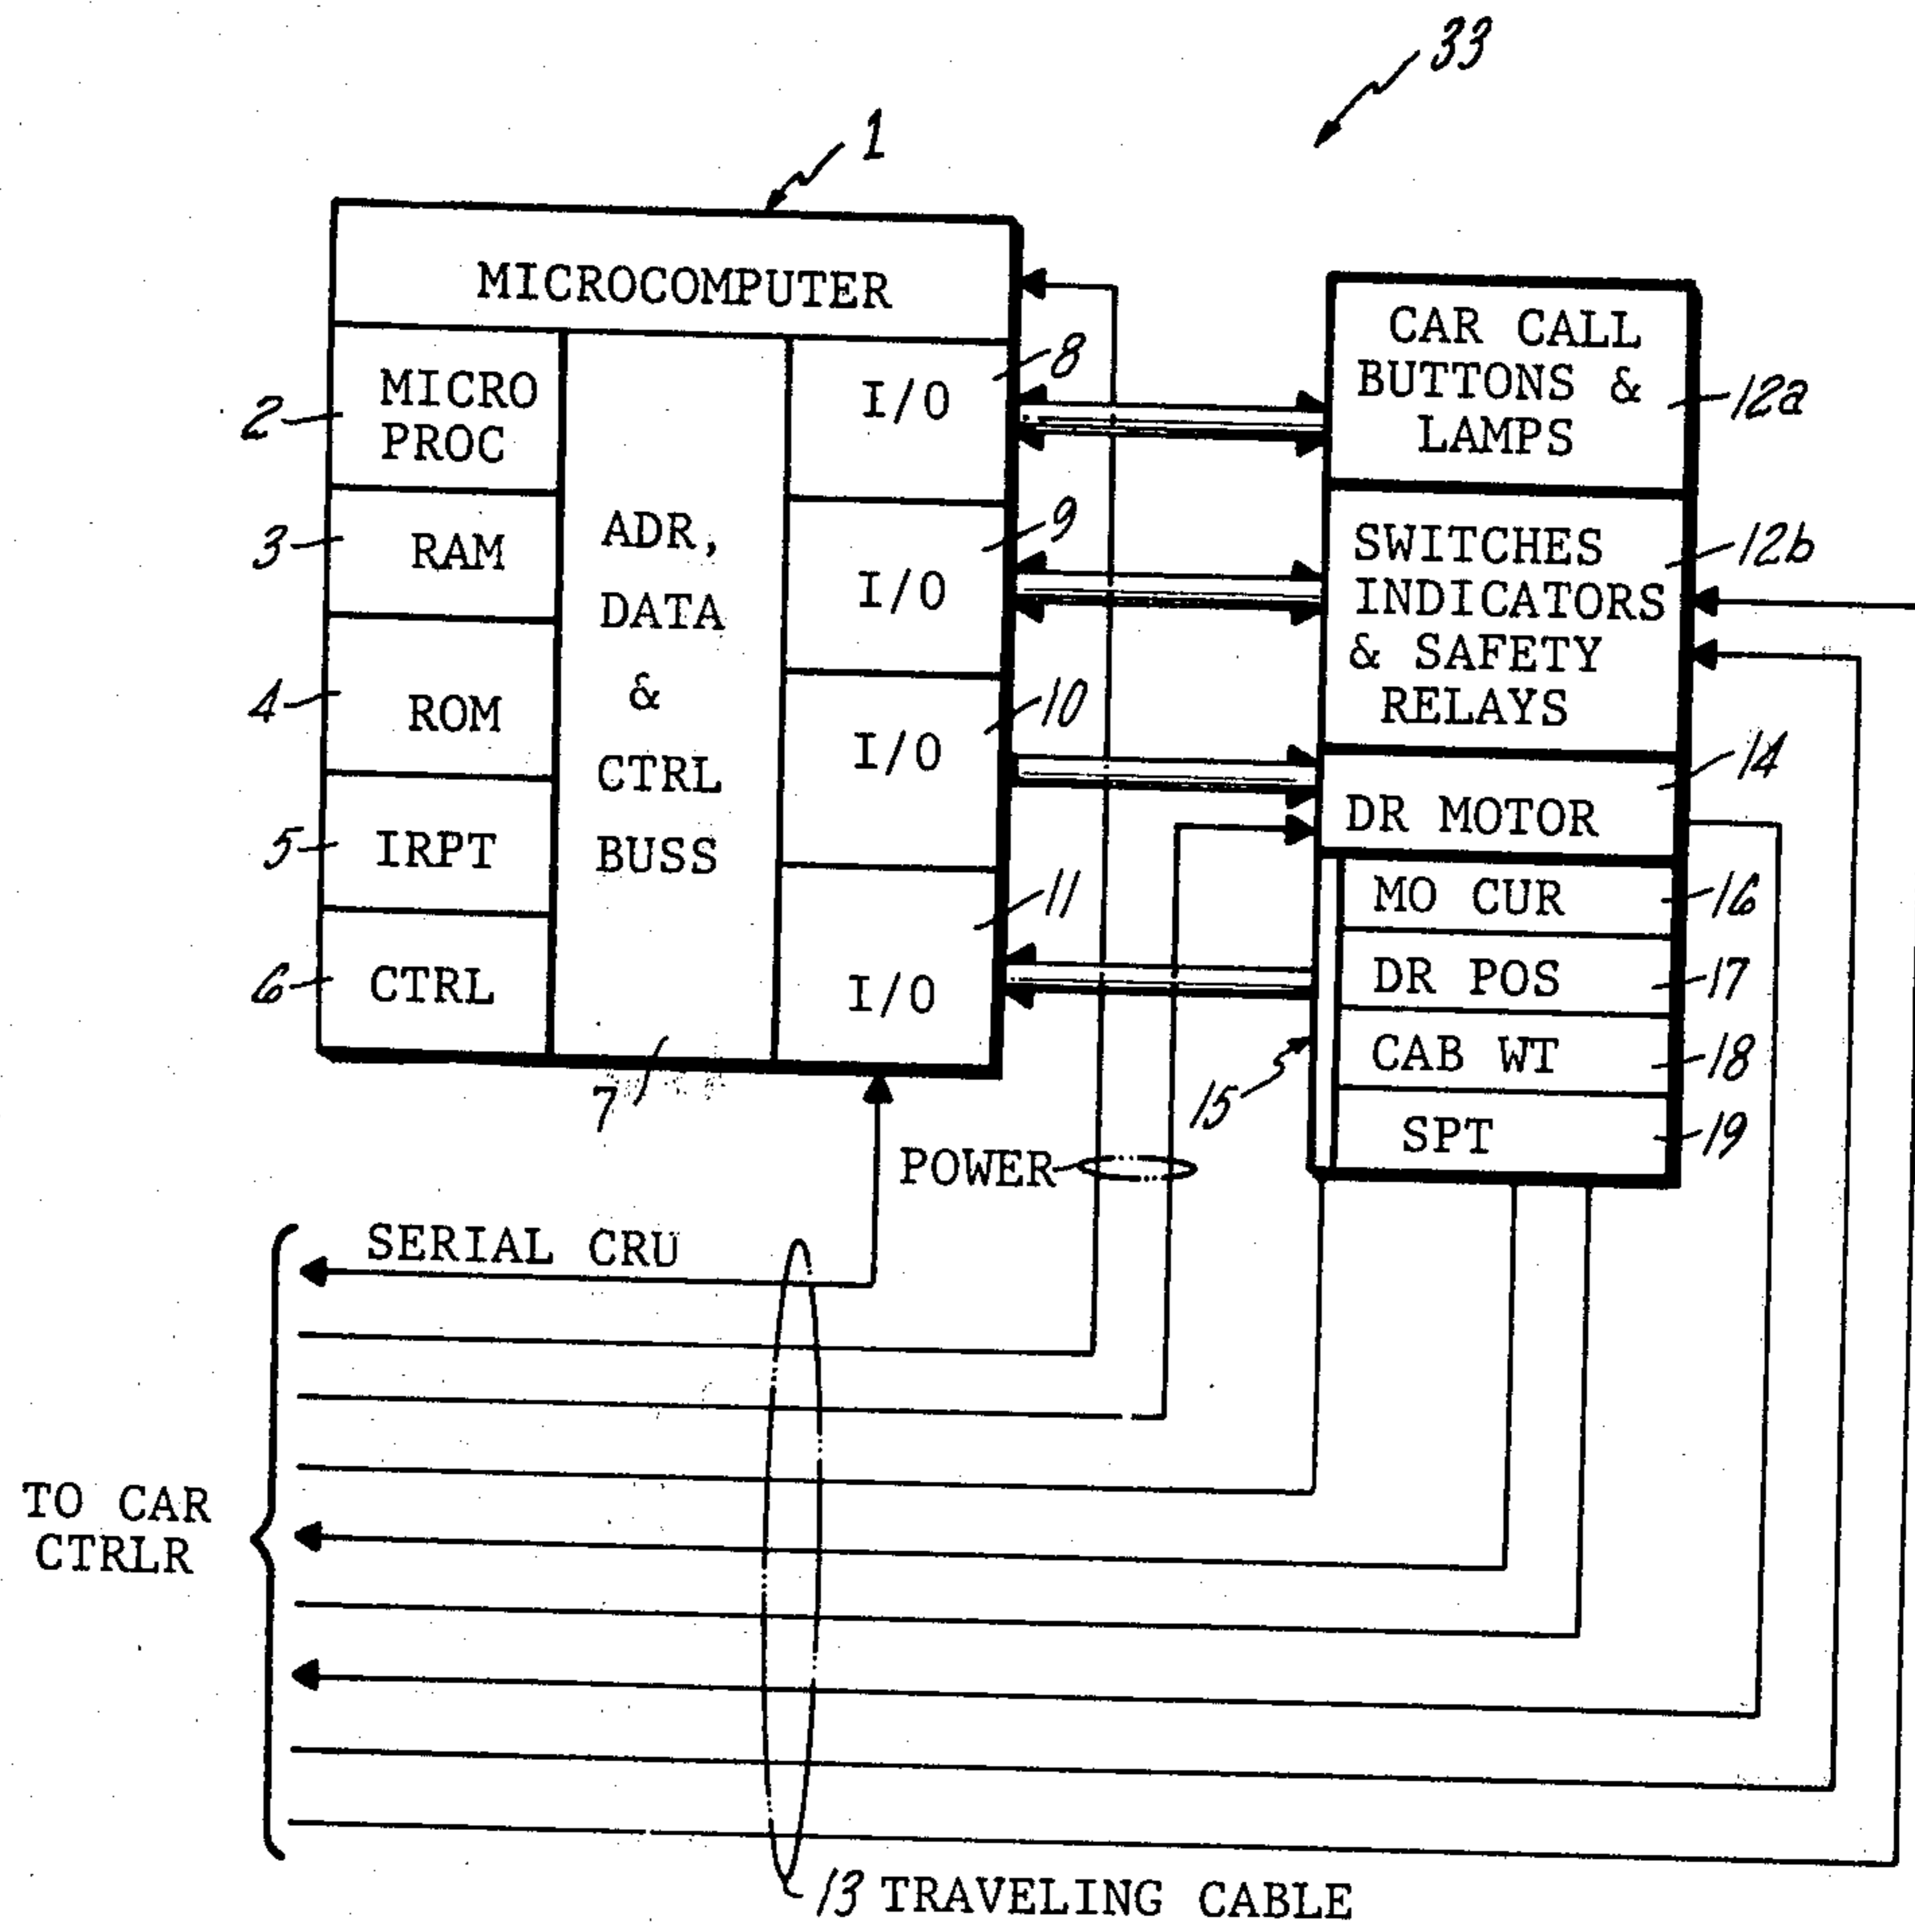 33
1
MICROCOMPUTER
MICRO
PROC
RAM
ROM
IRPT
CTRL
ADR,
DATA
&
CTRL
BUSS
I/O
I/O
I/O
I/O
2
3
4
5
6
7
8
9
10
11
CAR CALL
BUTTONS &
LAMPS
12a
SWITCHES
INDICATORS
& SAFETY
RELAYS
12b
DR MOTOR
14
MO CUR
16
DR POS
17
CAB WT
18
SPT
19
15
POWER
SERIAL CRU
TO CAR
CTRLR
13 TRAVELING CABLE